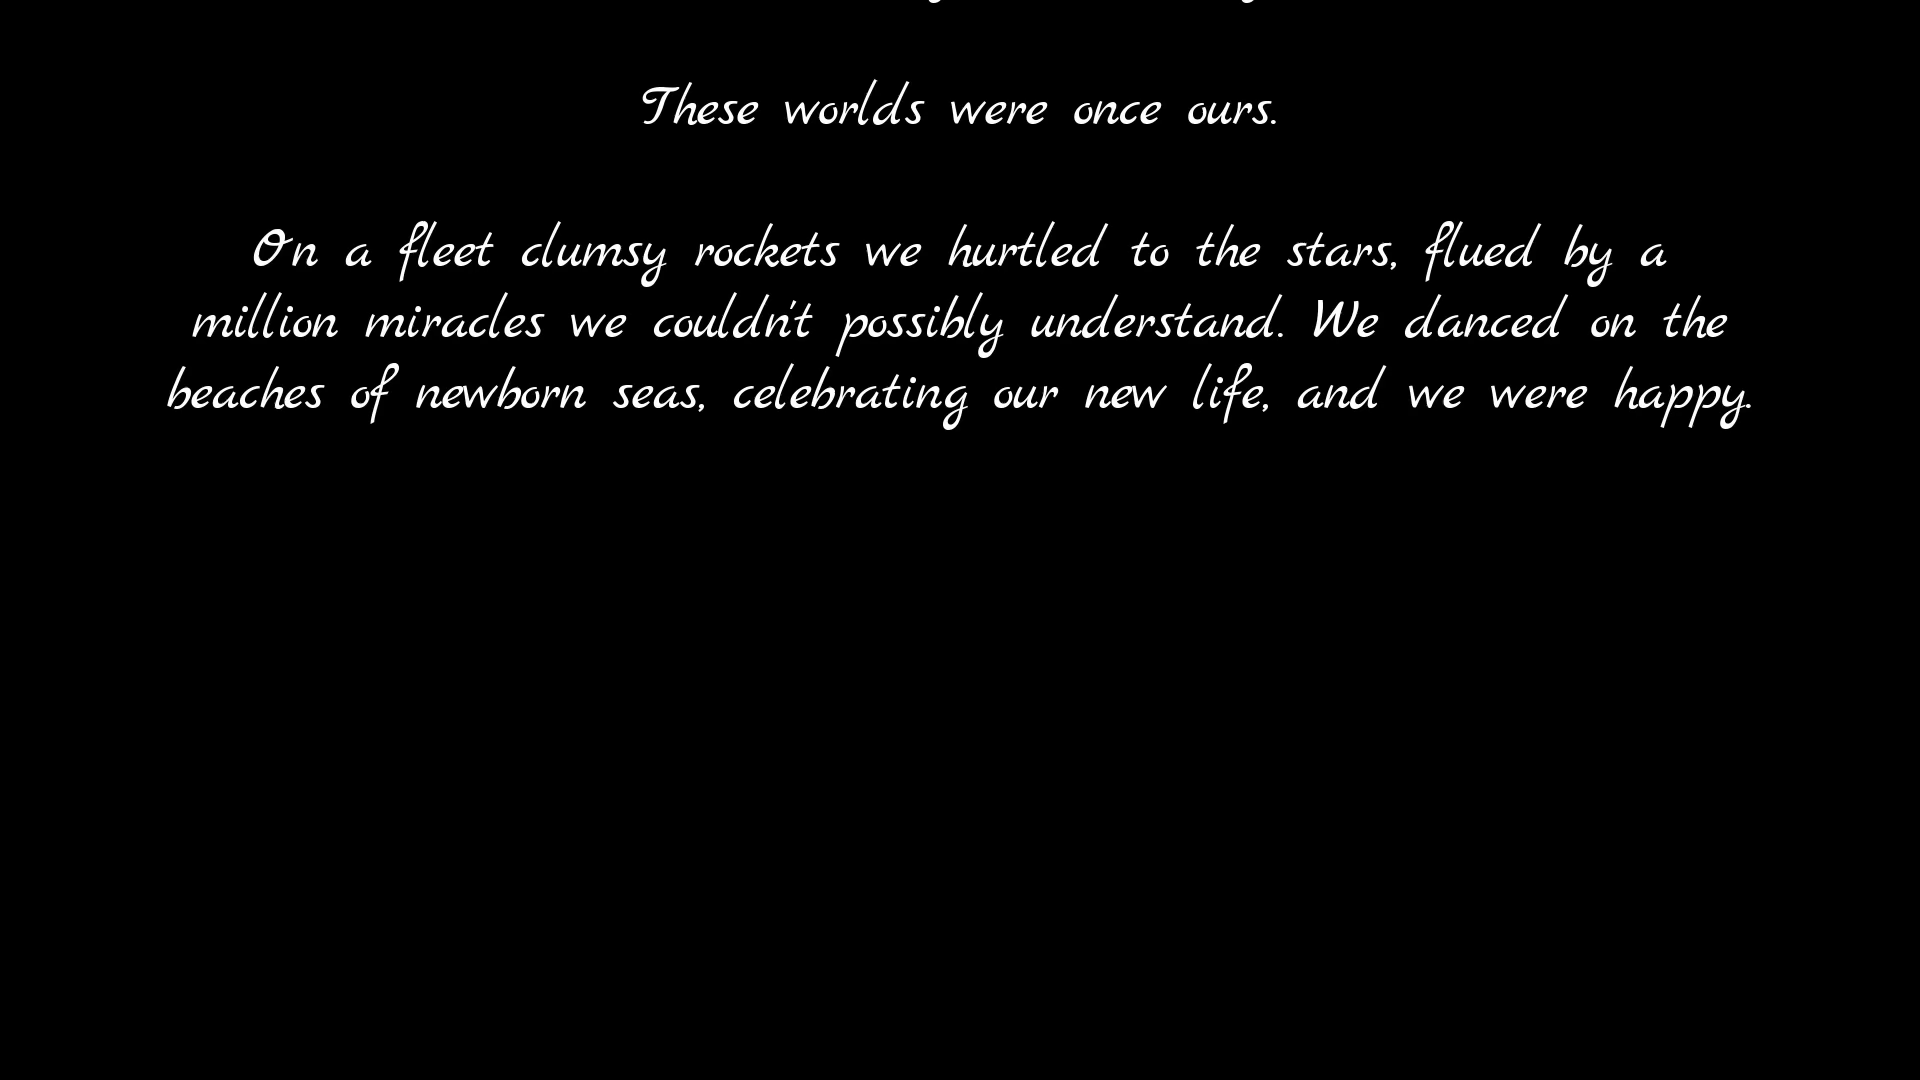 These worlds were once ours.
On a fleet clumsy rockets we hurtled to the stars, flued by a
million miracles we couldn't possibly understand. We danced on the
beaches of newborn seas, celebrating our new life, and we were happy.